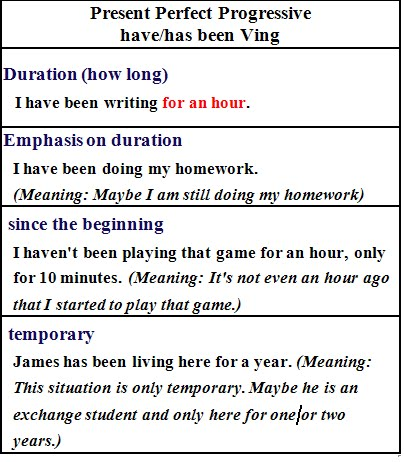 Present Perfect Progressive
have/has been Ving
Duration (how long)
I have been writing for an hour.
Emphasis on duration
I have been doing my homework.
(Meaning: Maybe I am still doing my homework)
since the beginning
I haven't been playing that game for an hour, only
for 10 minutes. (Meaning: It's not even an hour ago
that I started to play that game.)
temporary
James has been living here for a year. (Meaning:
This situation is only temporary. Maybe he is an
exchange student and only here for one or two
years.)